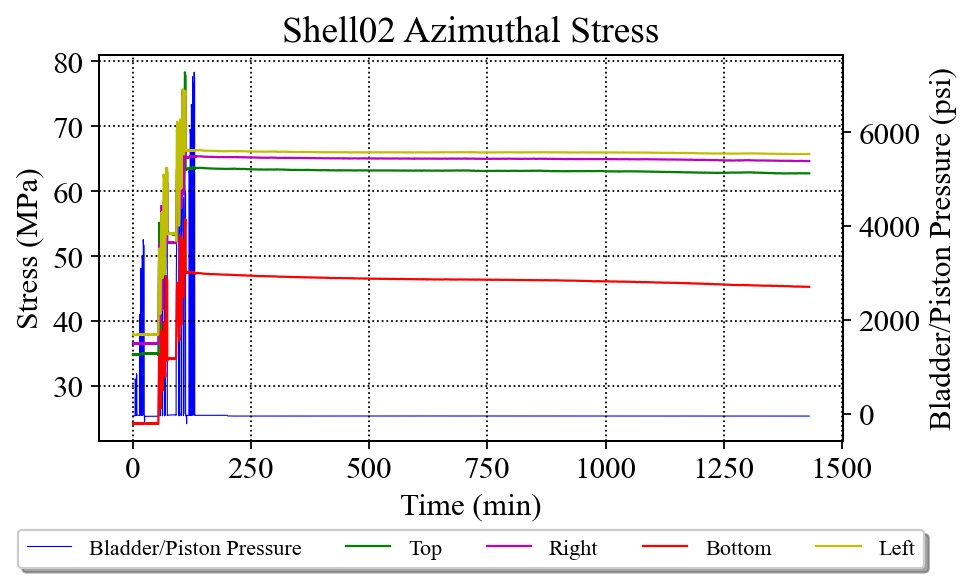 Shell02 Azimuthal Stress
80
70
60
50
40
30
Stress (MPa)
6000
4000
2000
0
Bladder/Piston Pressure (psi)
0 250 500 750 1000 1250 1500
Time (min)
Bladder/Piston Pressure Top Right Bottom Left